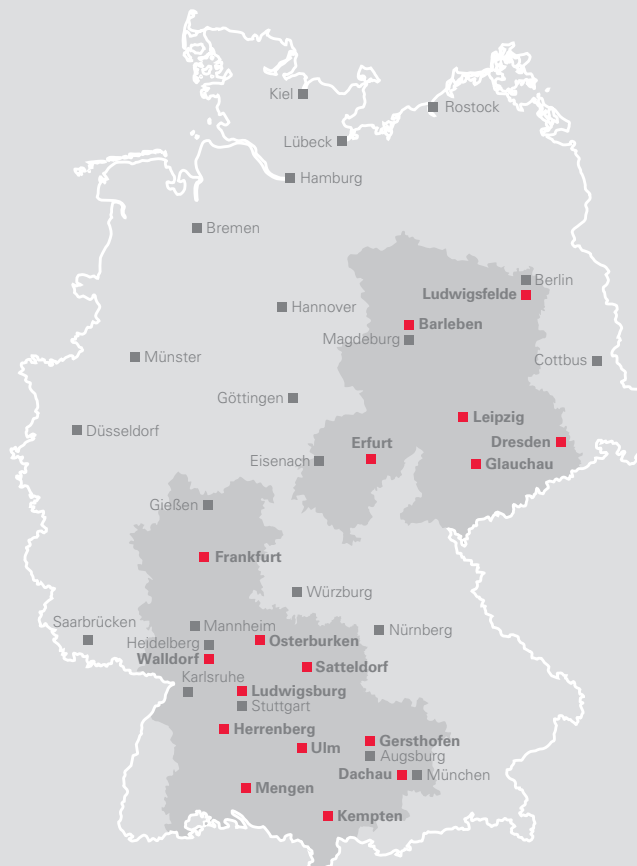 Kiel
Rostock
Lübeck
Hamburg
Bremen
Berlin
Ludwigsfelde
Hannover
Barleben
Magdeburg
Münster
Cottbus
Göttingen
Leipzig
Düsseldorf
Erfurt
Dresden
Eisenach
Glauchau
Gießen
Frankfurt
Würzburg
Saarbrücken
Mannheim
Nürnberg
Heidelberg
Osterburken
Walldorf
Satteldorf
Karlsruhe
Ludwigsburg
Stuttgart
Herrenberg
Gersthofen
Ulm
Augsburg
Dachau
München
Mengen
Kempten